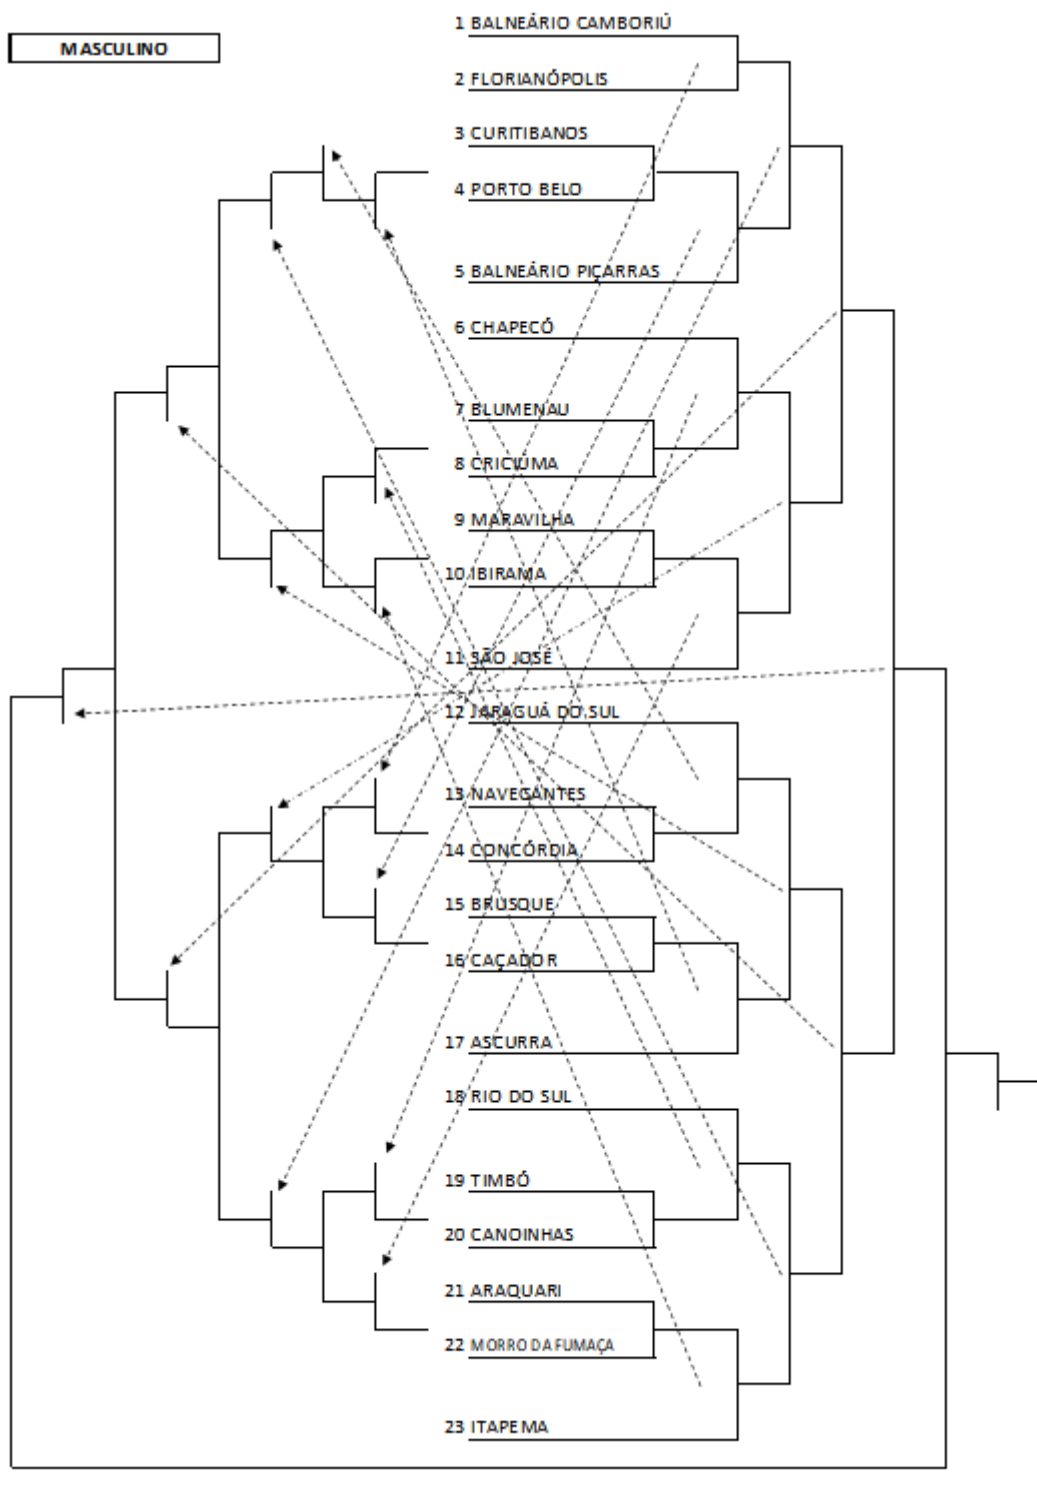 MASCULINO
1 BALNEÁRIO CAMBORIÚ
2 FLORIANÓPOLIS
3 CURITIBANOS
4 PORTO BELO
5 BALNEÁRIO PIÇARRAS
6 CHAPECÓ
7 BLUMENAU
8 CRICIÚMA
9 MARAVILHA
10 IBIRAMA
11 SÃO JOSÉ
12 JARAGUÁ DO SUL
13 NAVEGANTES
14 CONCÓRDIA
15 BRUSQUE
16 CAÇADOR
17 ASCURRA
18 RIO DO SUL
19 TIMBÓ
20 CANOINHAS
21 ARAQUARI
22 MORRO DA FUMAÇA
23 ITAPEMA